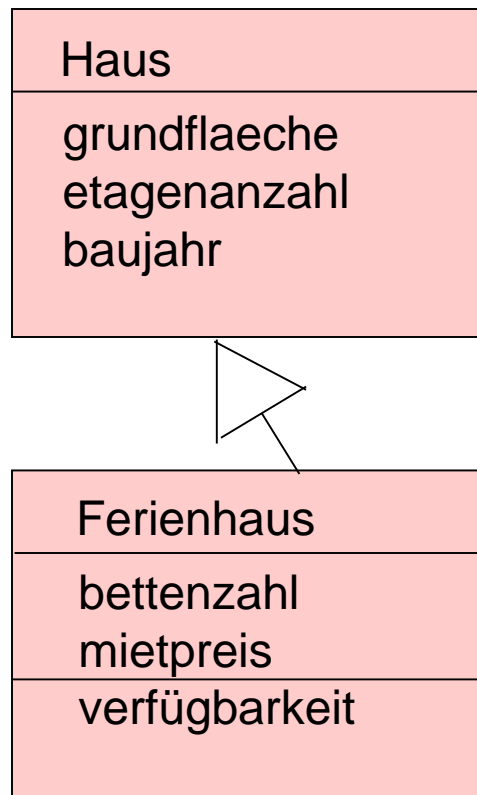 Haus
grundflaeche
etagenanzahl
baujahr
Ferienhaus
bettenzahl
mietpreis
verfügbarkeit